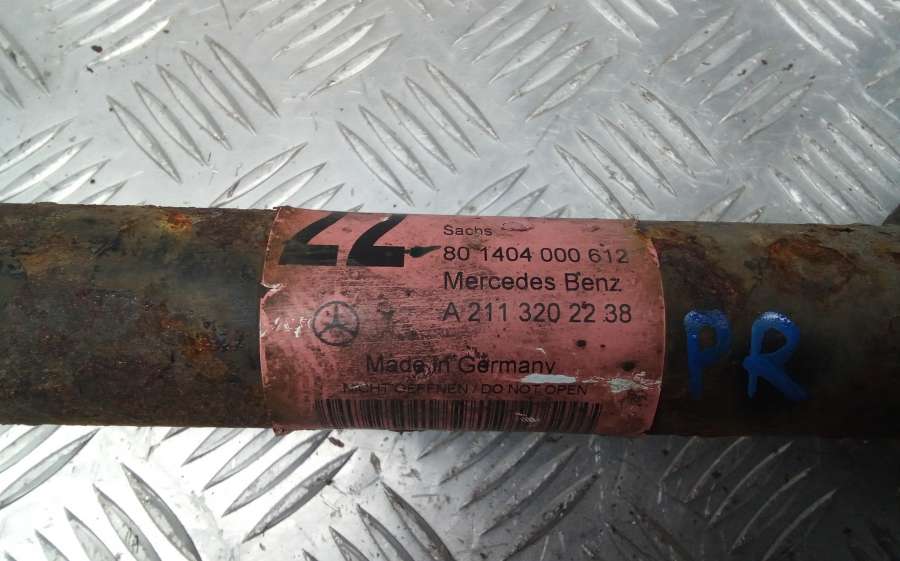 Sachs
80 1404 000 612
Mercedes Benz
A 211 320 22 38
Made in Germany
NICHT OEFFNEN / DO NOT OPEN
PR